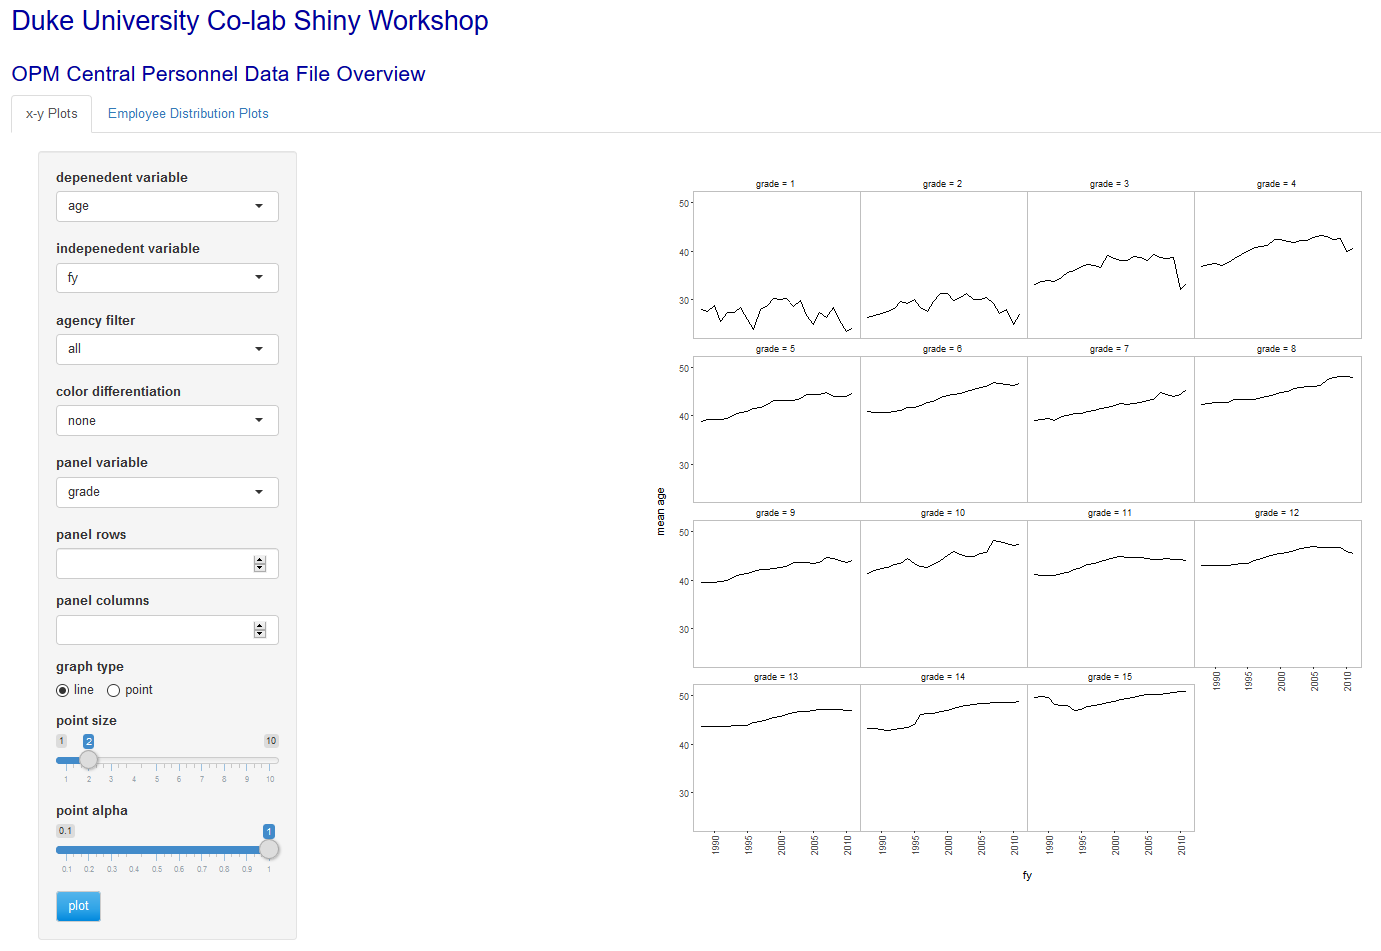 Duke University Co-lab Shiny Workshop
OPM Central Personnel Data File Overview
x-y Plots
Employee Distribution Plots
depenedent variable
age
indepenedent variable
fy
agency filter
all
color differentiation
none
panel variable
grade
panel rows
panel columns
graph type
line point
point size
1 2 10
1 2 3 4 5 6 7 8 9 10
point alpha
0.1 1
0.1 0.2 0.3 0.4 0.5 0.6 0.7 0.8 0.9 1
plot
grade = 1 grade = 2 grade = 3 grade = 4
50
40
30
grade = 5 grade = 6 grade = 7 grade = 8
50
40
30
grade = 9 grade = 10 grade = 11 grade = 12
50
40
30
1990 1995 2000 2005 2010
grade = 13 grade = 14 grade = 15
50
40
30
1990 1995 2000 2005 2010 1990 1995 2000 2005 2010 1990 1995 2000 2005 2010
mean age
fy